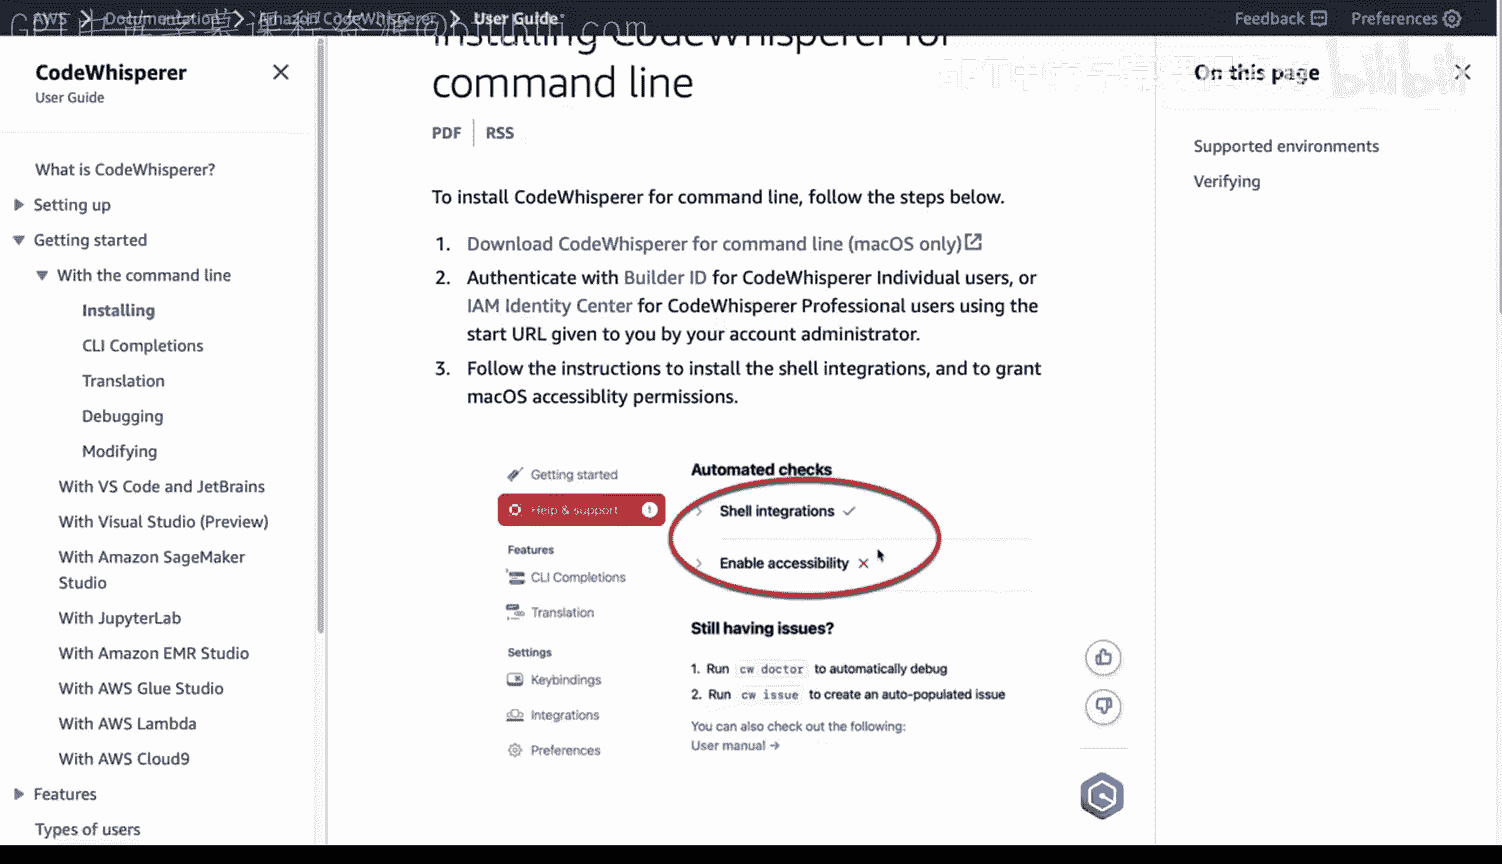 AWS > Documentation > Amazon CodeWhisperer > User Guide
Feedback
Preferences
CodeWhisperer
User Guide
What is CodeWhisperer?
Setting up
Getting started
With the command line
Installing
CLI Completions
Translation
Debugging
Modifying
With VS Code and JetBrains
With Visual Studio (Preview)
With Amazon SageMaker
Studio
With JupyterLab
With Amazon EMR Studio
With AWS Glue Studio
With AWS Lambda
With AWS Cloud9
Features
Types of users
Installing CodeWhisperer for
command line
PDF
RSS
To install CodeWhisperer for command line, follow the steps below.
1. Download CodeWhisperer for command line (macOS only)
2. Authenticate with Builder ID for CodeWhisperer Individual users, or
IAM Identity Center for CodeWhisperer Professional users using the
start URL given to you by your account administrator.
3. Follow the instructions to install the shell integrations, and to grant
macOS accessiblity permissions.
Getting started
Help & support
1
Features
CLI Completions
Translation
Settings
Keybindings
Integrations
Preferences
Automated checks
Shell integrations
Enable accessibility
Still having issues?
1. Run cw doctor to automatically debug
2. Run cw issue to create an auto-populated issue
You can also check out the following:
User manual →
On this page
Supported environments
Verifying
bilibili